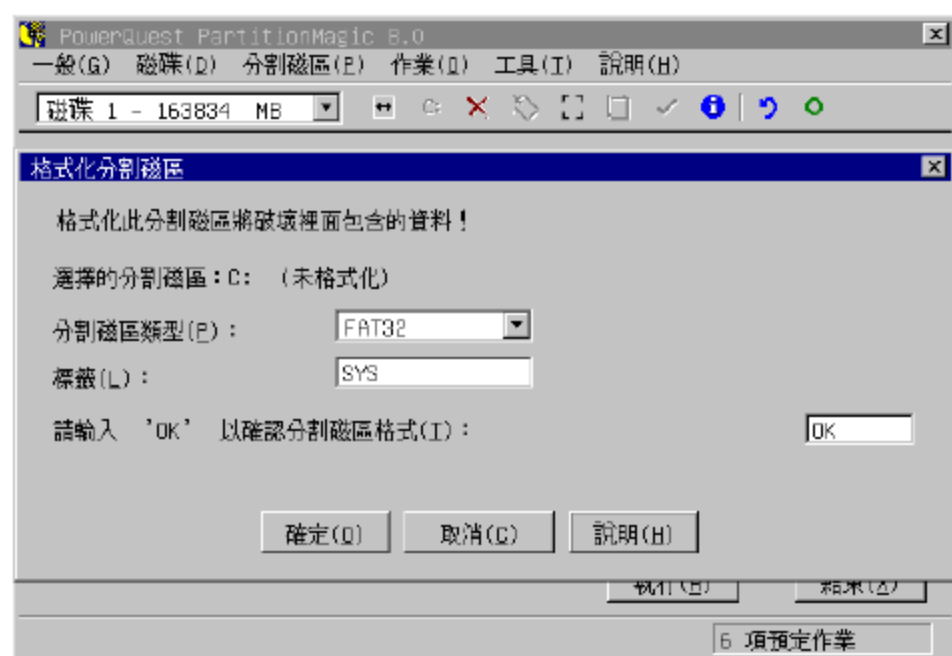 PowerQuest PartitionMagic 8.0
一般(G) 磁碟(D) 分割磁區(P) 作業(O) 工具(T) 說明(H)
磁碟 1 - 163834 MB
格式化分割磁區
格式化此分割磁區將破壞裡面包含的資料！
選擇的分割磁區：C: (未格式化)
分割磁區類型(P)： FAT32
標籤(L)： SYS
請輸入 'OK' 以確認分割磁區格式(T)： OK
確定(O) 取消(C) 說明(H)
結束(X)
6 項預定作業